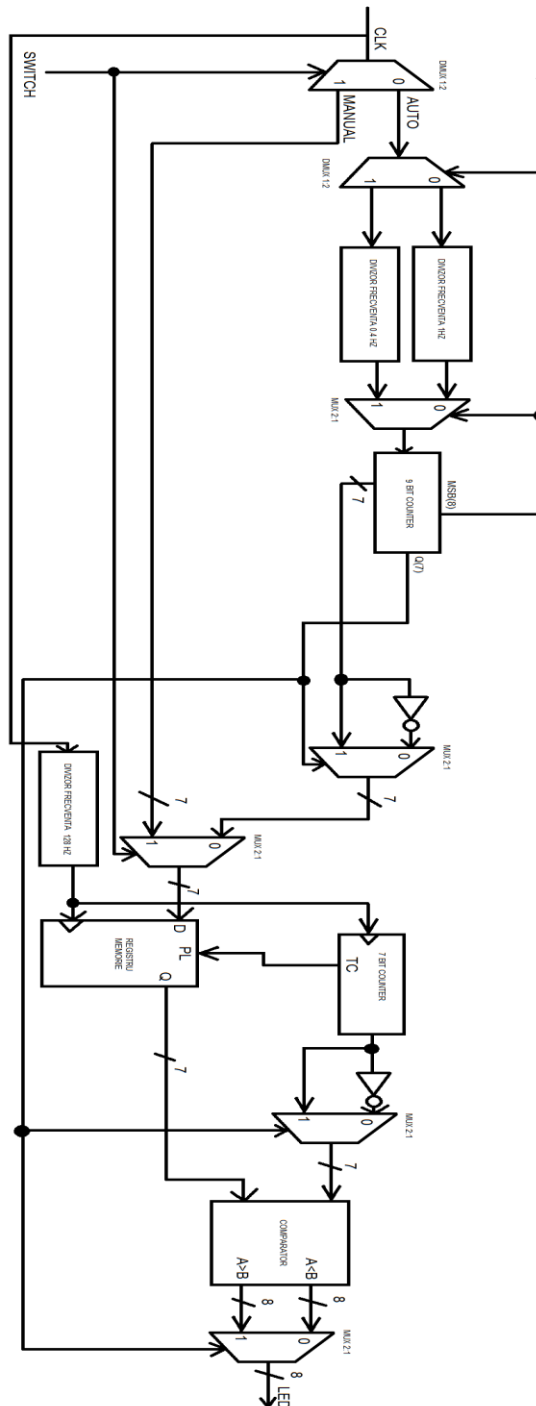 CLK
SWITCH
DMUX 1:2
0
1
AUTO
MANUAL
DMUX 1:2
0
1
DIVIZOR FRECVENTA 1HZ
DIVIZOR FRECVENTA 0.4 HZ
MUX 2:1
0
1
9 BIT COUNTER
MSB(8)
Q(7)
7
MUX 2:1
0
1
7
DIVIZOR FRECVENTA 128 HZ
7
MUX 2:1
0
1
7
D
PL
Q
REGISTRU
MEMORIE
7 BIT COUNTER
TC
7
MUX 2:1
0
1
7
COMPARATOR
A<B
A>B
8
8
MUX 2:1
0
1
8
LED